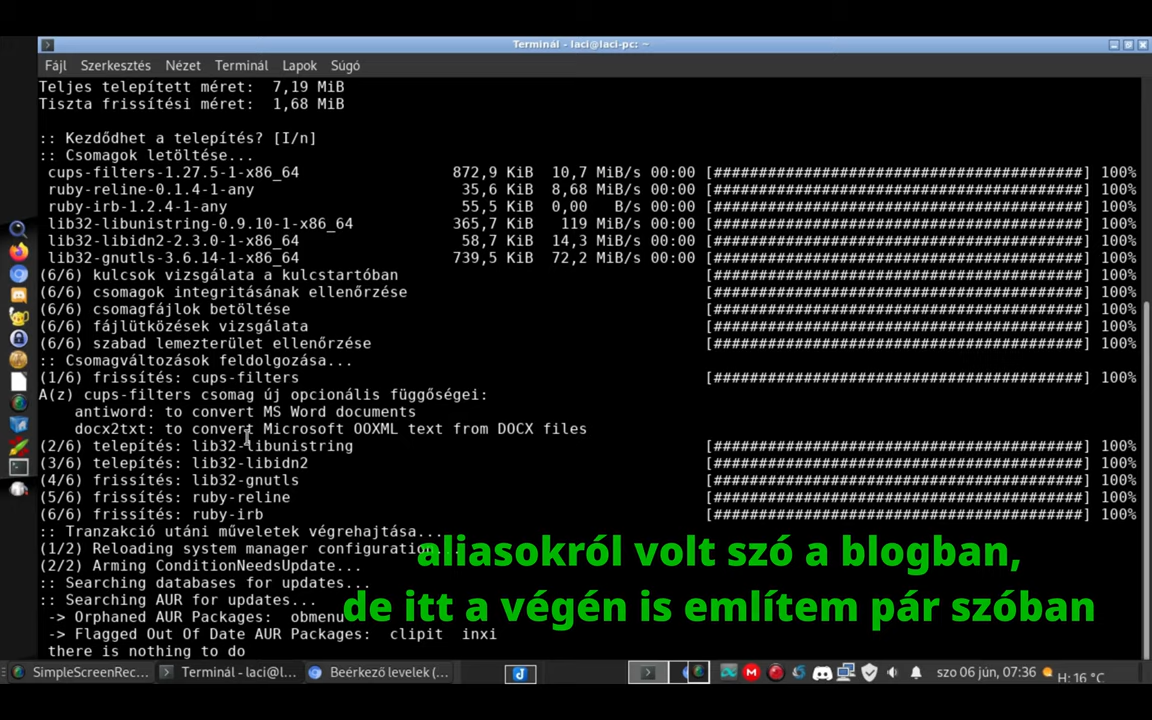 Terminál - laci@laci-pc: ~
Fájl Szerkesztés Nézet Terminál Lapok Súgó
Teljes telepített méret:  7,19 MiB
Tiszta frissítési méret:  1,68 MiB
:: Kezdődhet a telepítés? [I/n]
:: Csomagok letöltése...
cups-filters-1.27.5-1-x86_64 872,9 KiB 10,7 MiB/s 00:00 [##########################################] 100%
ruby-reline-0.1.4-1-any 35,6 KiB 8,68 MiB/s 00:00 [##########################################] 100%
ruby-irb-1.2.4-1-any 55,5 KiB 0,00 B/s 00:00 [##########################################] 100%
lib32-libunistring-0.9.10-1-x86_64 365,7 KiB 119 MiB/s 00:00 [##########################################] 100%
lib32-libidn2-2.3.0-1-x86_64 58,7 KiB 14,3 MiB/s 00:00 [##########################################] 100%
lib32-gnutls-3.6.14-1-x86_64 739,5 KiB 72,2 MiB/s 00:00 [##########################################] 100%
(6/6) kulcsok vizsgálata a kulcstartóban [##########################################] 100%
(6/6) csomagok integritásának ellenőrzése [##########################################] 100%
(6/6) csomagfájlok betöltése [##########################################] 100%
(6/6) fájlütközések vizsgálata [##########################################] 100%
(6/6) szabad lemezterület ellenőrzése [##########################################] 100%
:: Csomagváltozások feldolgozása...
(1/6) frissítés: cups-filters [##########################################] 100%
A(z) cups-filters csomag új opcionális függőségei:
antiword: to convert MS Word documents
docx2txt: to convert Microsoft OOXML text from DOCX files
(2/6) telepítés: lib32-libunistring [##########################################] 100%
(3/6) telepítés: lib32-libidn2 [##########################################] 100%
(4/6) frissítés: lib32-gnutls [##########################################] 100%
(5/6) frissítés: ruby-reline [##########################################] 100%
(6/6) frissítés: ruby-irb [##########################################] 100%
:: Tranzakció utáni műveletek végrehajtása...
(1/2) Reloading system manager configuration...
(2/2) Arming ConditionNeedsUpdate...
:: Searching databases for updates...
:: Searching AUR for updates...
-> Orphaned AUR Packages:  obmenu
-> Flagged Out Of Date AUR Packages:  clipit  inxi
there is nothing to do
aliasokról volt szó a blogban,
de itt a végén is említem pár szóban
SimpleScreenRec... Terminál - laci@l... Beérkező levelek (... szo 06 jún, 07:36 H: 16 °C